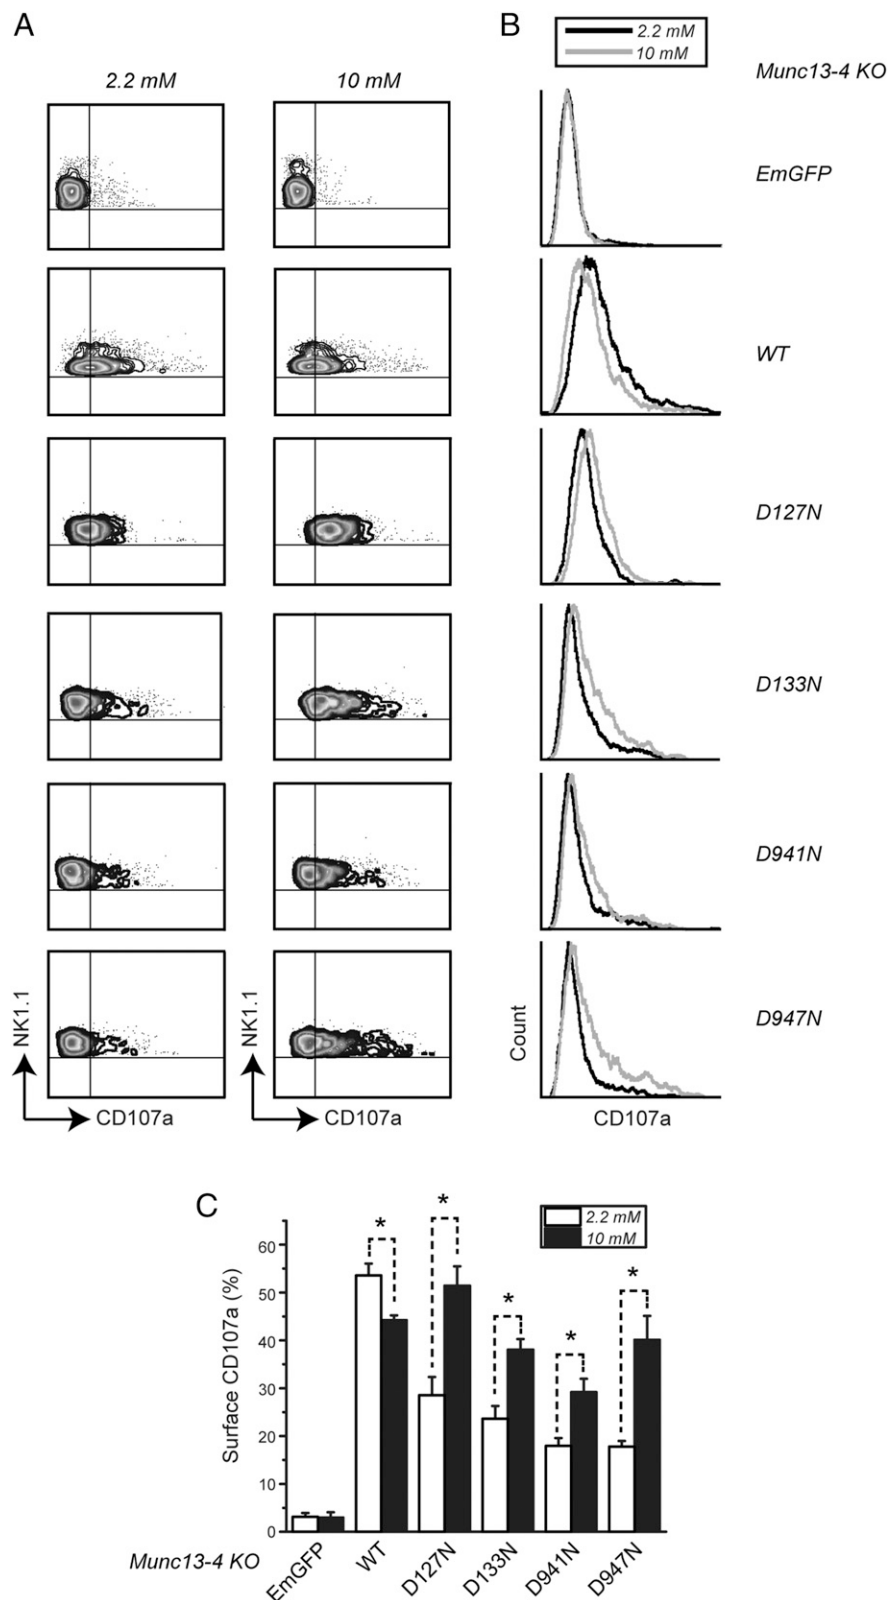 A
B
2.2 mM
10 mM
2.2 mM
10 mM
Munc13-4 KO
EmGFP
WT
D127N
D133N
D941N
D947N
NK1.1
CD107a
NK1.1
CD107a
Count
CD107a
C
2.2 mM
10 mM
Surface CD107a (%)
60
50
40
30
20
10
0
*
*
*
*
*
Munc13-4 KO
EmGFP
WT
D127N
D133N
D941N
D947N